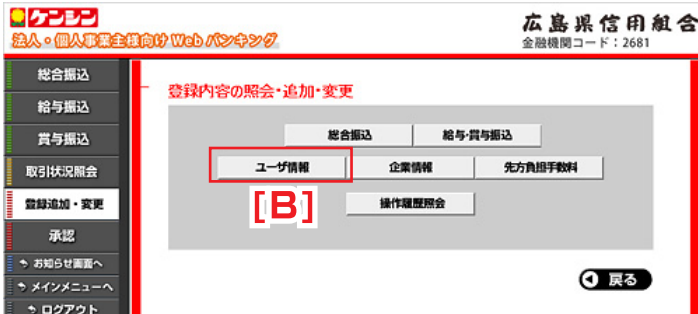 ケンシン
法人・個人事業主様向け Web バンキング
広島県信用組合
金融機関コード：2681
総合振込
給与振込
賞与振込
取引状況照会
登録追加・変更
承認
お知らせ画面へ
メインメニューへ
ログアウト
登録内容の照会・追加・変更
総合振込
給与・賞与振込
ユーザ情報
企業情報
先方負担手数料
[B]
操作履歴照会
戻る